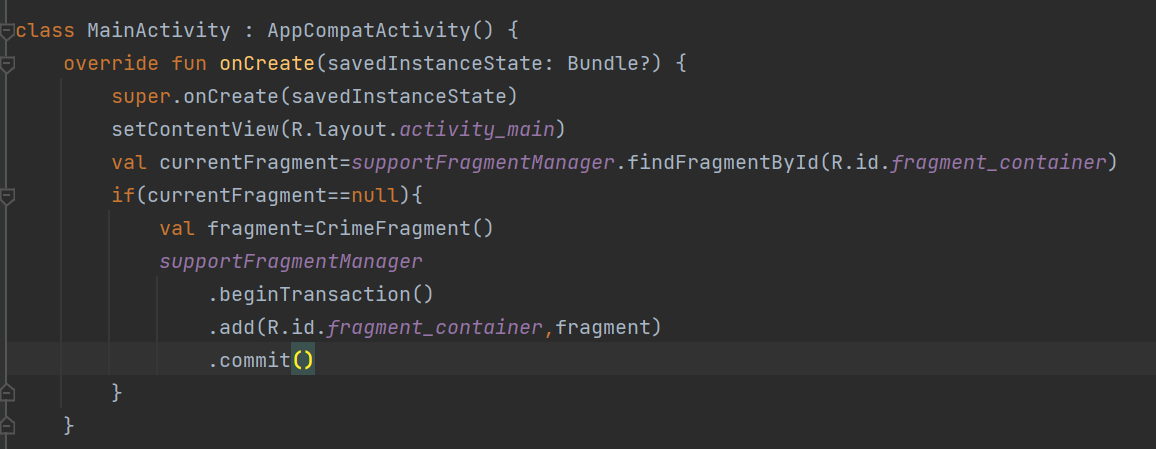 class MainActivity : AppCompatActivity() {
    override fun onCreate(savedInstanceState: Bundle?) {
        super.onCreate(savedInstanceState)
        setContentView(R.layout.activity_main)
        val currentFragment=supportFragmentManager.findFragmentById(R.id.fragment_container)
        if(currentFragment==null){
            val fragment=CrimeFragment()
            supportFragmentManager
                .beginTransaction()
                .add(R.id.fragment_container,fragment)
                .commit()
        }
    }